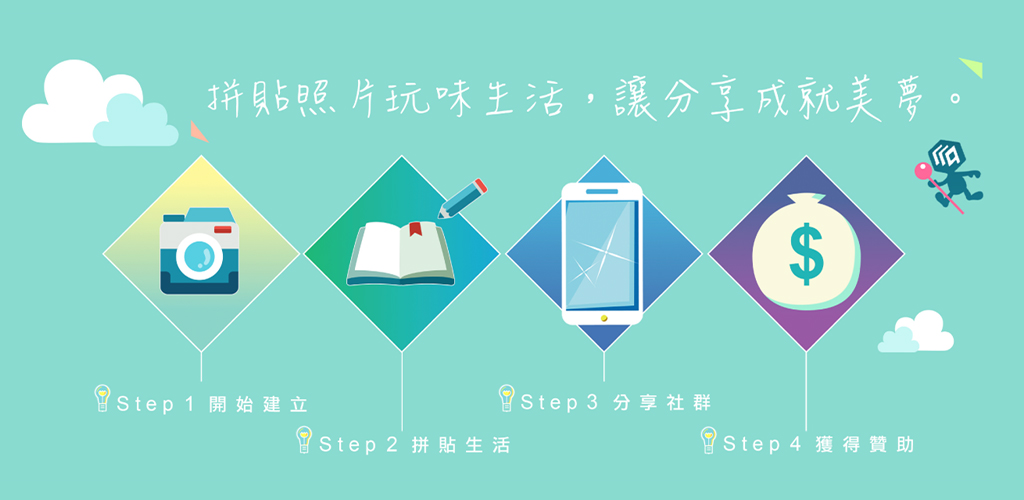 拼貼照片玩味生活，讓分享成就美夢。
$
Step 1 開始建立
Step 2 拼貼生活
Step 3 分享社群
Step 4 獲得贊助